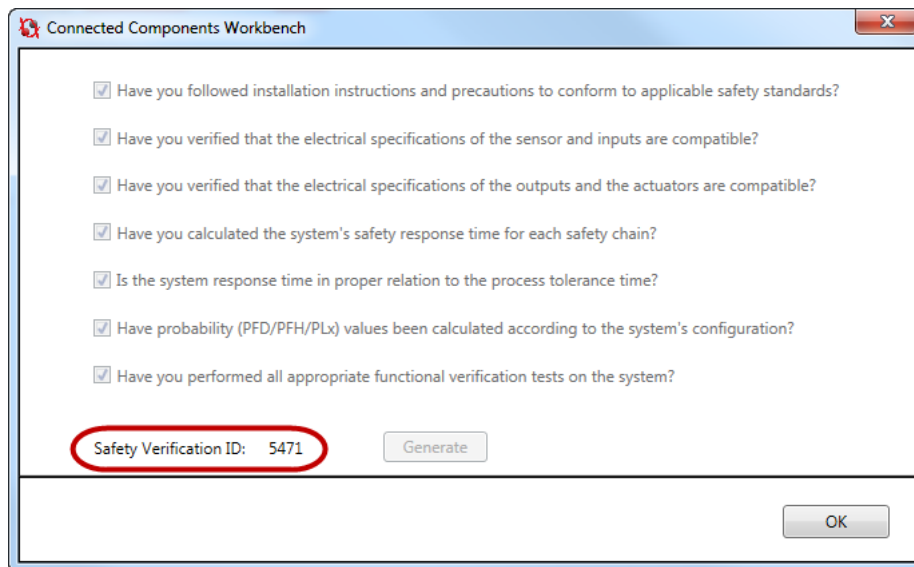 Connected Components Workbench
Have you followed installation instructions and precautions to conform to applicable safety standards?
Have you verified that the electrical specifications of the sensor and inputs are compatible?
Have you verified that the electrical specifications of the outputs and the actuators are compatible?
Have you calculated the system's safety response time for each safety chain?
Is the system response time in proper relation to the process tolerance time?
Have probability (PFD/PFH/PLx) values been calculated according to the system's configuration?
Have you performed all appropriate functional verification tests on the system?
Safety Verification ID: 5471 Generate
OK